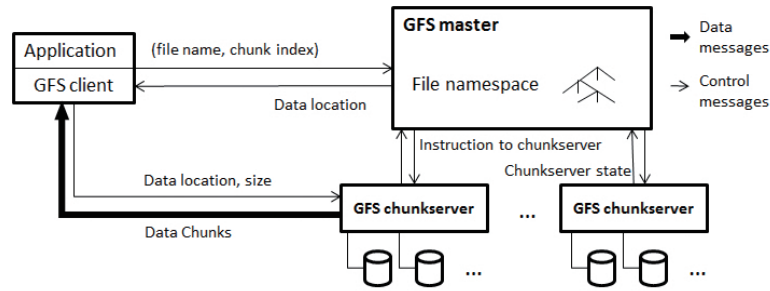 GFS master
Application
(file name, chunk index)
GFS client
File namespace
Data location
Data
messages
Control
messages
Instruction to chunkserver
Chunkserver state
Data location, size
GFS chunkserver
...
GFS chunkserver
Data Chunks
...
...